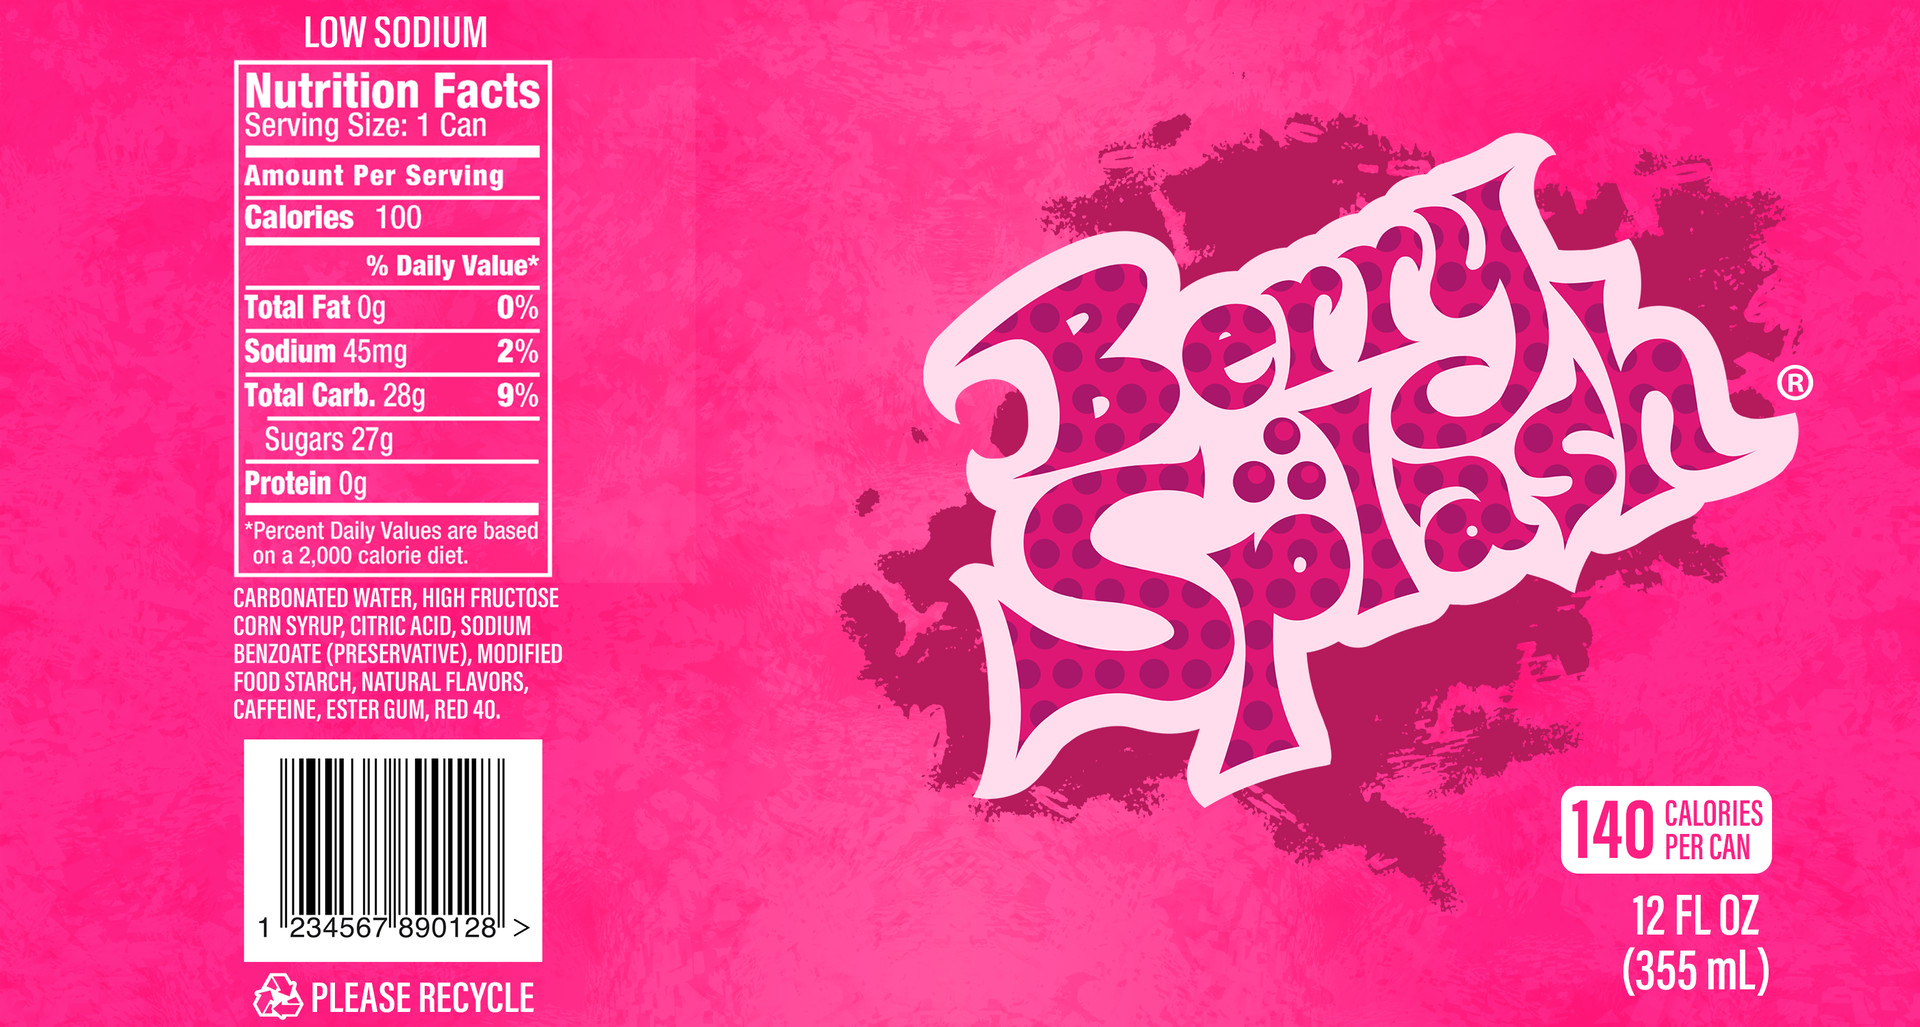 LOW SODIUM
Nutrition Facts
Serving Size: 1 Can
Amount Per Serving
Calories 100
% Daily Value*
Total Fat 0g 0%
Sodium 45mg 2%
Total Carb. 28g 9%
Sugars 27g
Protein 0g
*Percent Daily Values are based
on a 2,000 calorie diet.
CARBONATED WATER, HIGH FRUCTOSE
CORN SYRUP, CITRIC ACID, SODIUM
BENZOATE (PRESERVATIVE), MODIFIED
FOOD STARCH, NATURAL FLAVORS,
CAFFEINE, ESTER GUM, RED 40.
1 234567 890128 >
PLEASE RECYCLE
Berry
Splash ®
140 CALORIES
PER CAN
12 FL OZ
(355 mL)